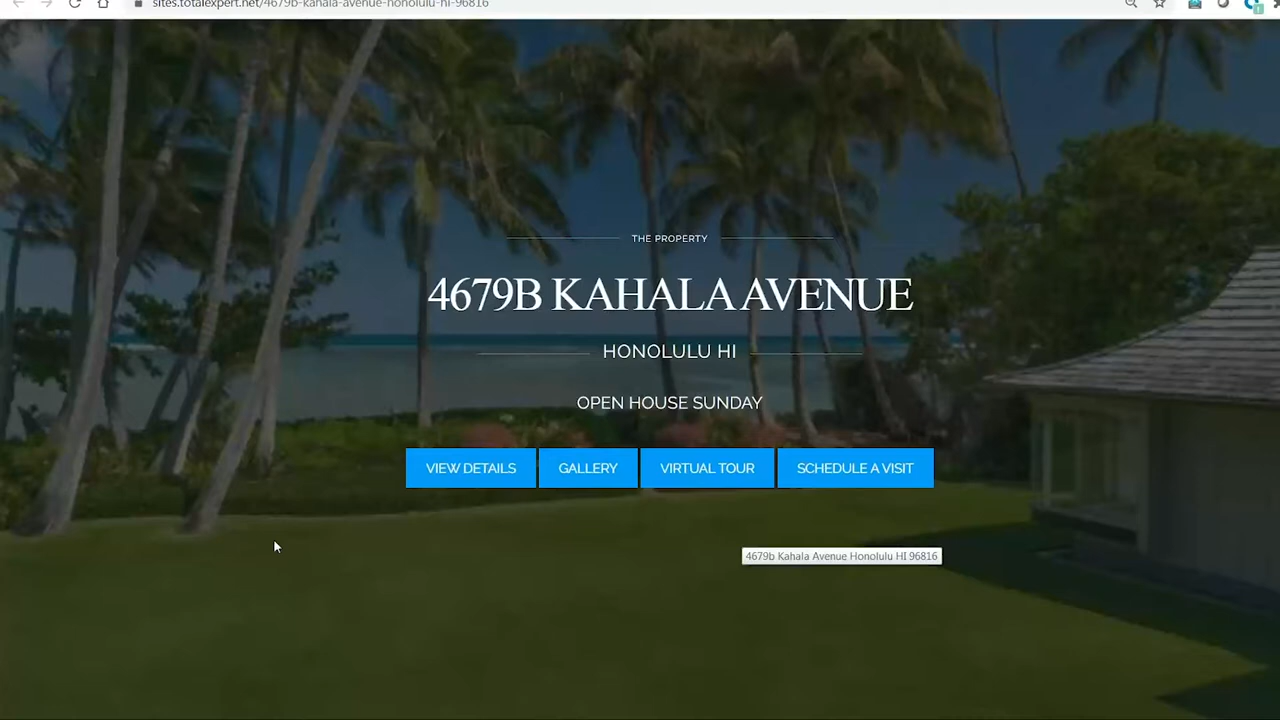 sites.totalexpert.net/4679b-kahala-avenue-honolulu-hi-96816
THE PROPERTY
4679B KAHALA AVENUE
HONOLULU HI
OPEN HOUSE SUNDAY
VIEW DETAILS
GALLERY
VIRTUAL TOUR
SCHEDULE A VISIT
4679b Kahala Avenue Honolulu HI 96816